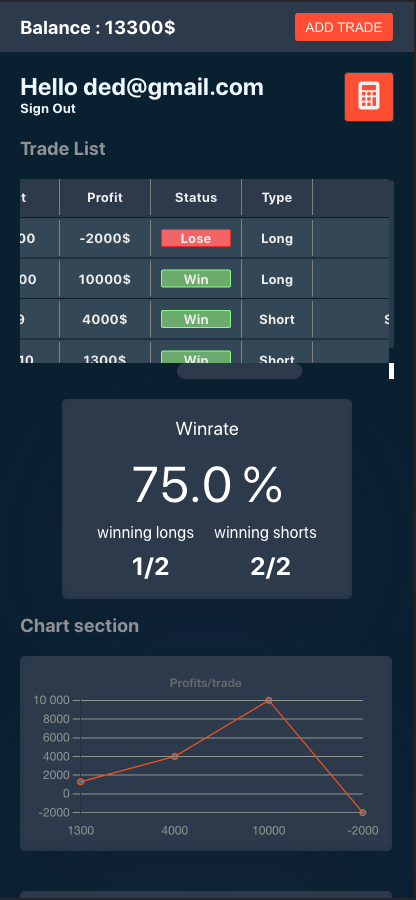 Balance : 13300$ ADD TRADE
Hello ded@gmail.com
Sign Out
Trade List
t Profit Status Type
00 -2000$ Lose Long
00 10000$ Win Long
9 4000$ Win Short $
10 1300$ Win Short
Winrate
75.0 %
winning longs winning shorts
1/2 2/2
Chart section
Profits/trade
10 000
8000
6000
4000
2000
0
-2000
1300 4000 10000 -2000